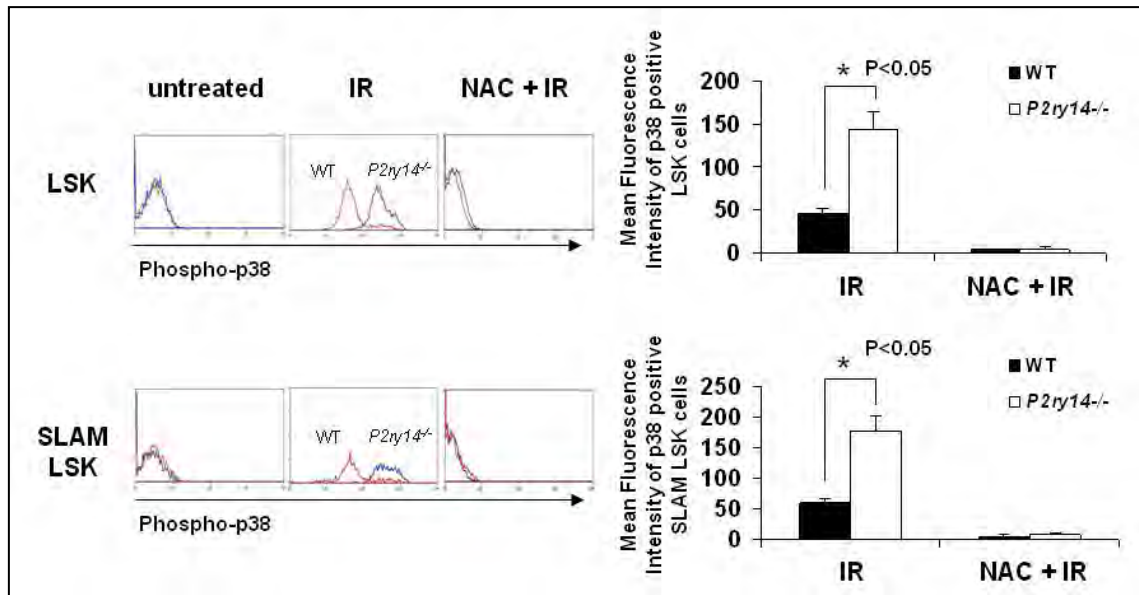 untreated IR NAC + IR
LSK
WT P2ry14-/-
Phospho-p38
SLAM
LSK
WT P2ry14-/-
Phospho-p38
Mean Fluorescence
Intensity of p38 positive
LSK cells
200
150
100
50
0
* P<0.05
WT
P2ry14-/-
IR NAC + IR
Mean Fluorescence
Intensity of p38 positive
SLAM LSK cells
250
200
150
100
50
0
* P<0.05
WT
P2ry14-/-
IR NAC + IR